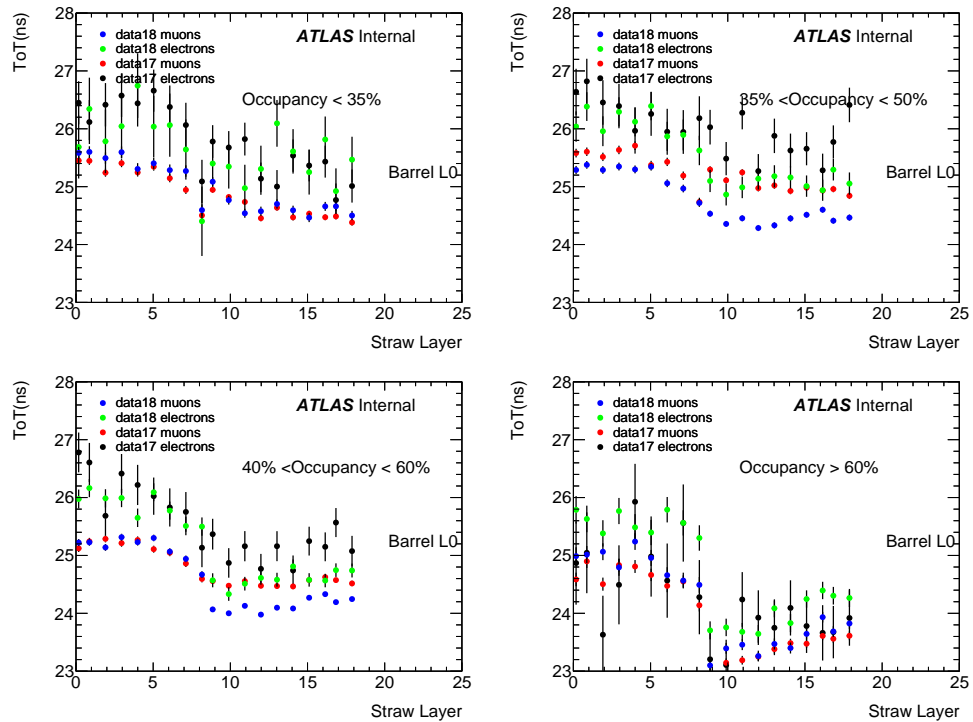 ToT(ns)
28
27
26
25
24
23
data18 muons
data18 electrons
data17 muons
data17 electrons
ATLAS Internal
Occupancy < 35%
Barrel L0
0 5 10 15 20 25
Straw Layer
ToT(ns)
28
27
26
25
24
23
data18 muons
data18 electrons
data17 muons
data17 electrons
ATLAS Internal
35% <Occupancy < 50%
Barrel L0
0 5 10 15 20 25
Straw Layer
ToT(ns)
28
27
26
25
24
23
data18 muons
data18 electrons
data17 muons
data17 electrons
ATLAS Internal
40% <Occupancy < 60%
Barrel L0
0 5 10 15 20 25
Straw Layer
ToT(ns)
28
27
26
25
24
23
data18 muons
data18 electrons
data17 muons
data17 electrons
ATLAS Internal
Occupancy > 60%
Barrel L0
0 5 10 15 20 25
Straw Layer